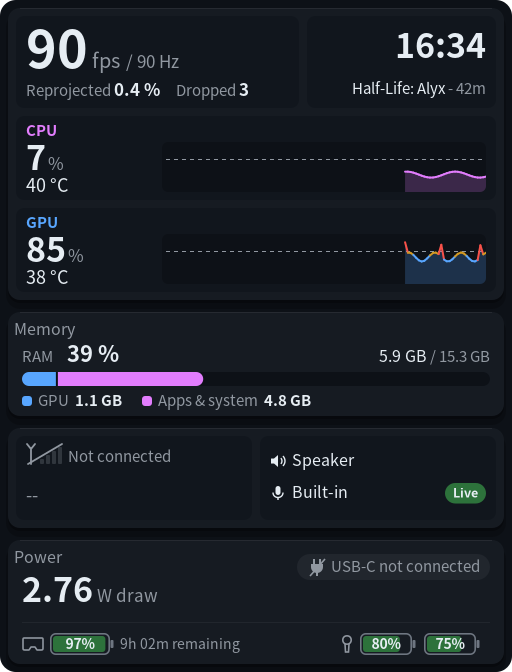 90 fps / 90 Hz
Reprojected 0.4 % Dropped 3
16:34
Half-Life: Alyx - 42m
CPU
7 %
40 °C
GPU
85 %
38 °C
Memory
RAM 39 % 5.9 GB / 15.3 GB
GPU 1.1 GB Apps & system 4.8 GB
Not connected
--
Speaker
Built-in Live
Power
2.76 W draw
USB-C not connected
97% 9h 02m remaining 80% 75%